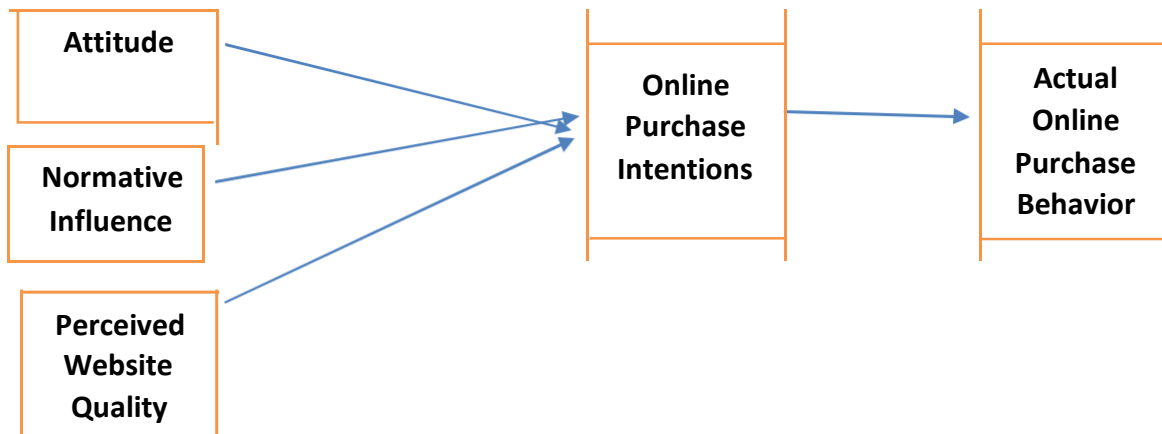 Attitude
Normative
Influence
Perceived
Website
Quality
Online
Purchase
Intentions
Actual
Online
Purchase
Behavior